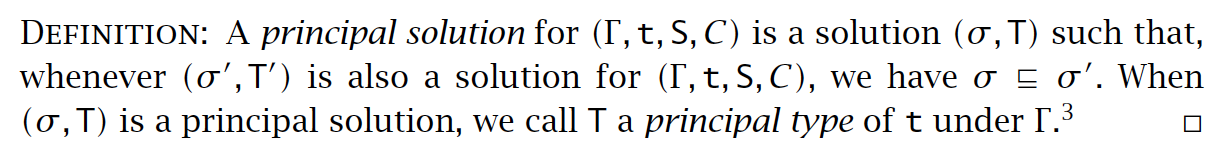 DEFINITION: A principal solution for (Γ, t, S, C) is a solution (σ, T) such that,
whenever (σ′, T′) is also a solution for (Γ, t, S, C), we have σ ⊑ σ′. When
(σ, T) is a principal solution, we call T a principal type of t under Γ.³ □